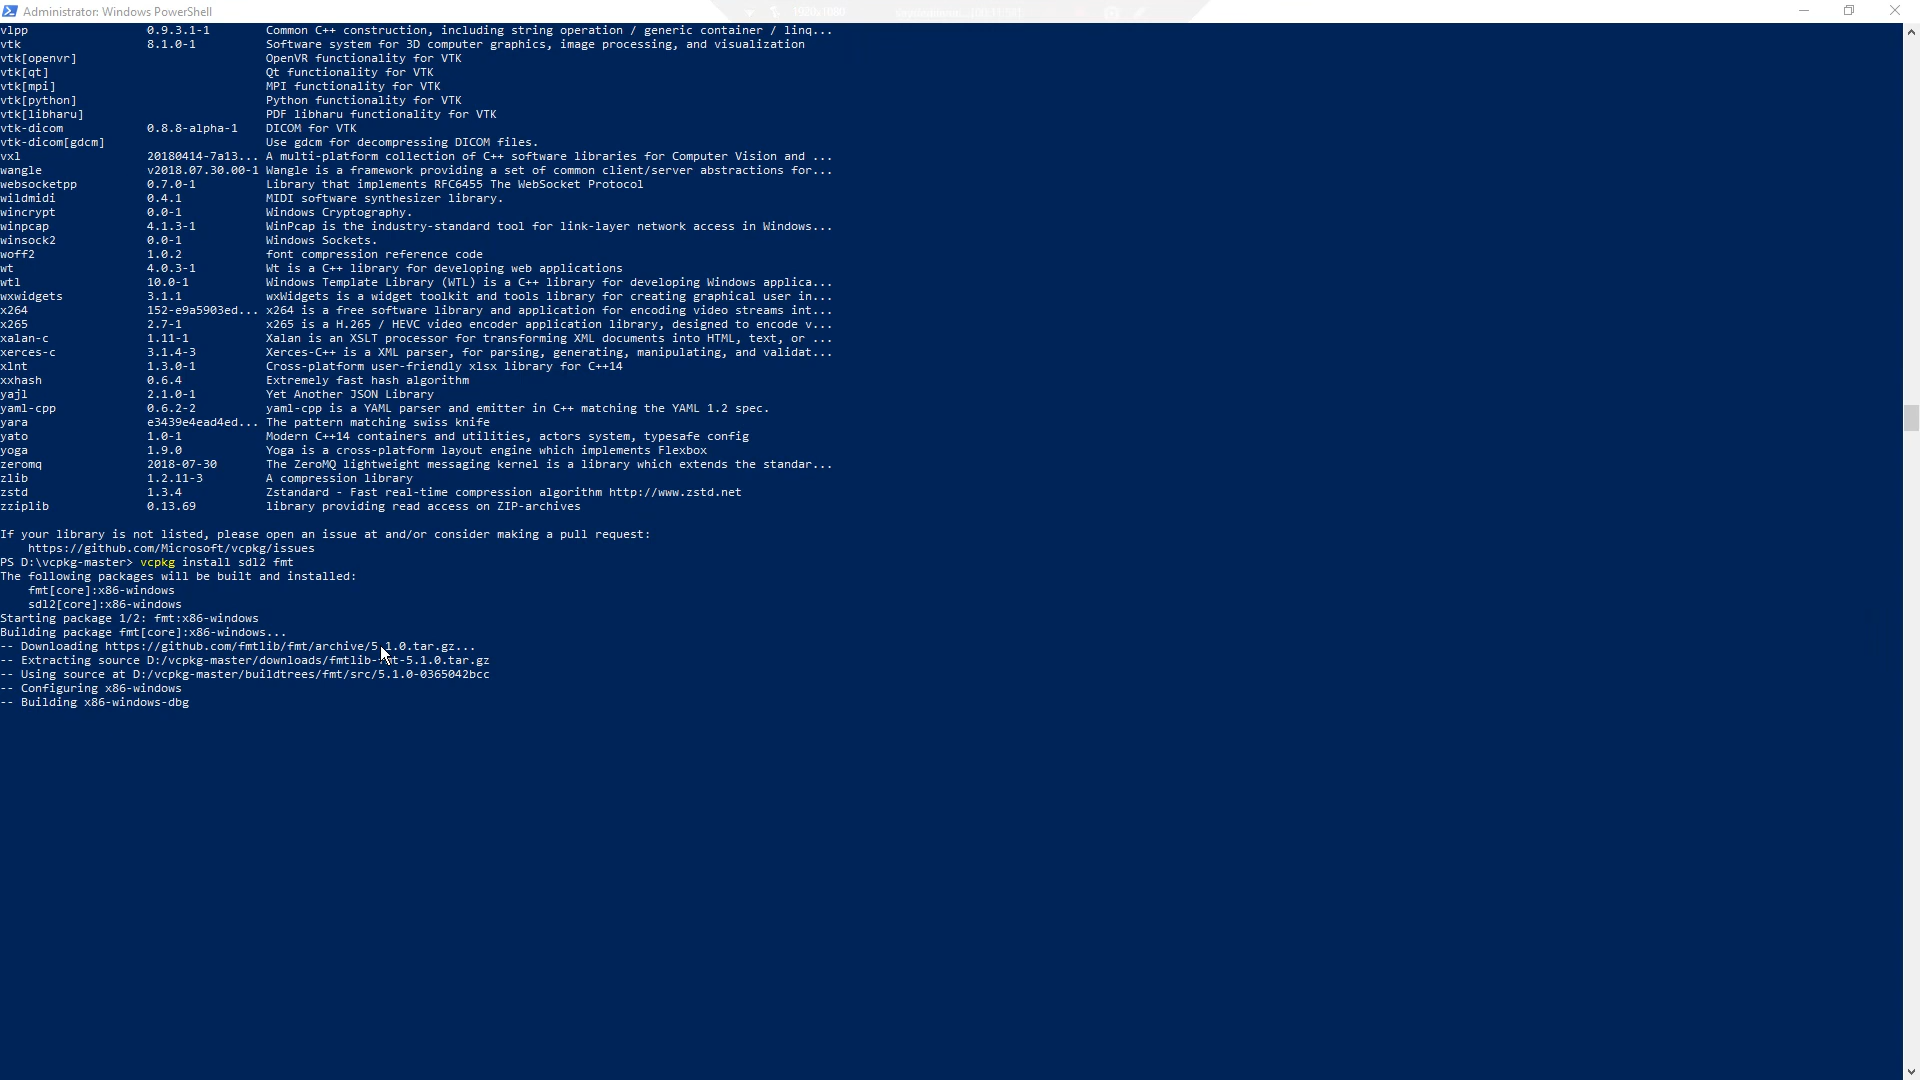 Administrator: Windows PowerShell
vlpp 0.9.3.1-1 Common C++ construction, including string operation / generic container / linq...
vtk 8.1.0-1 Software system for 3D computer graphics, image processing, and visualization
vtk[openvr] OpenVR functionality for VTK
vtk[qt] Qt functionality for VTK
vtk[mpi] MPI functionality for VTK
vtk[python] Python functionality for VTK
vtk[libharu] PDF libharu functionality for VTK
vtk-dicom 0.8.8-alpha-1 DICOM for VTK
vtk-dicom[gdcm] Use gdcm for decompressing DICOM files.
vxl 20180414-7a13... A multi-platform collection of C++ software libraries for Computer Vision and ...
wangle v2018.07.30.00-1 Wangle is a framework providing a set of common client/server abstractions for...
websocketpp 0.7.0-1 Library that implements RFC6455 The WebSocket Protocol
wildmidi 0.4.1 MIDI software synthesizer library.
wincrypt 0.0-1 Windows Cryptography.
winpcap 4.1.3-1 WinPcap is the industry-standard tool for link-layer network access in Windows...
winsock2 0.0-1 Windows Sockets.
woff2 1.0.2 font compression reference code
wt 4.0.3-1 Wt is a C++ library for developing web applications
wtl 10.0-1 Windows Template Library (WTL) is a C++ library for developing Windows applica...
wxwidgets 3.1.1 wxWidgets is a widget toolkit and tools library for creating graphical user in...
x264 152-e9a5903ed... x264 is a free software library and application for encoding video streams int...
x265 2.7-1 x265 is a H.265 / HEVC video encoder application library, designed to encode v...
xalan-c 1.11-1 Xalan is an XSLT processor for transforming XML documents into HTML, text, or ...
xerces-c 3.1.4-3 Xerces-C++ is a XML parser, for parsing, generating, manipulating, and validat...
xlnt 1.3.0-1 Cross-platform user-friendly xlsx library for C++14
xxhash 0.6.4 Extremely fast hash algorithm
yajl 2.1.0-1 Yet Another JSON Library
yaml-cpp 0.6.2-2 yaml-cpp is a YAML parser and emitter in C++ matching the YAML 1.2 spec.
yara e3439e4ead4ed... The pattern matching swiss knife
yato 1.0-1 Modern C++14 containers and utilities, actors system, typesafe config
yoga 1.9.0 Yoga is a cross-platform layout engine which implements Flexbox
zeromq 2018-07-30 The ZeroMQ lightweight messaging kernel is a library which extends the standar...
zlib 1.2.11-3 A compression library
zstd 1.3.4 Zstandard - Fast real-time compression algorithm http://www.zstd.net
zziplib 0.13.69 library providing read access on ZIP-archives
If your library is not listed, please open an issue at and/or consider making a pull request:
https://github.com/Microsoft/vcpkg/issues
PS D:\vcpkg-master> vcpkg install sdl2 fmt
The following packages will be built and installed:
fmt[core]:x86-windows
sdl2[core]:x86-windows
Starting package 1/2: fmt:x86-windows
Building package fmt[core]:x86-windows...
-- Downloading https://github.com/fmtlib/fmt/archive/5.1.0.tar.gz...
-- Extracting source D:/vcpkg-master/downloads/fmtlib-fmt-5.1.0.tar.gz
-- Using source at D:/vcpkg-master/buildtrees/fmt/src/5.1.0-0365042bcc
-- Configuring x86-windows
-- Building x86-windows-dbg